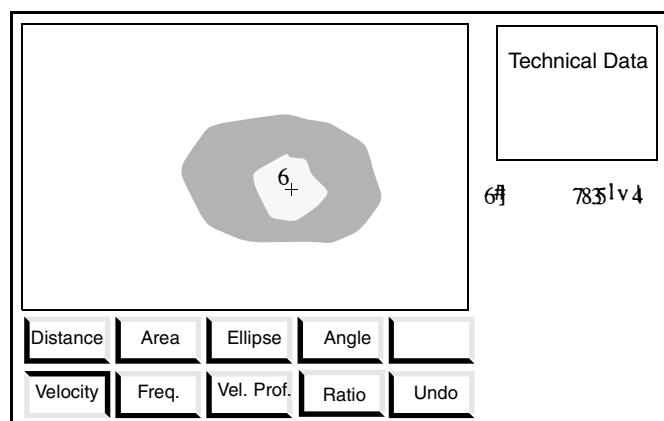 Technical Data
6
Distance Area Ellipse Angle
Velocity Freq. Vel. Prof. Ratio Undo